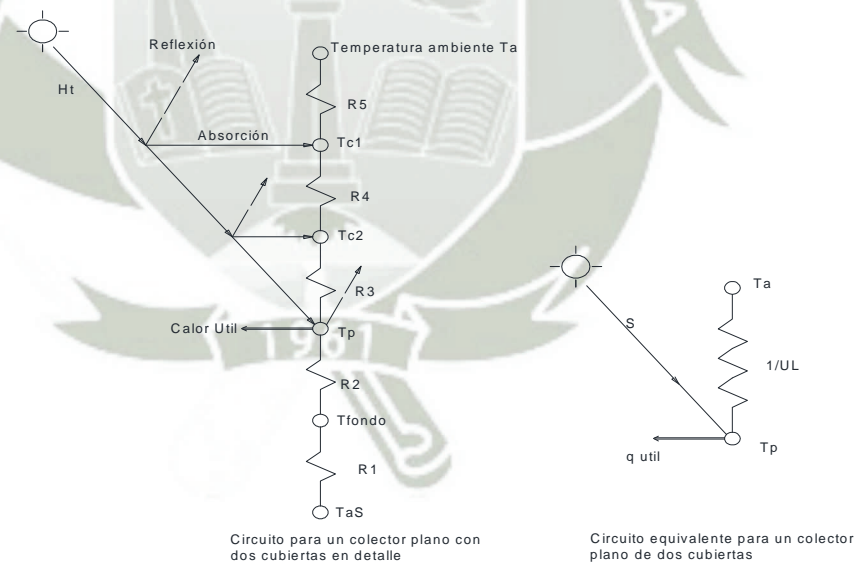 Reflexión
Temperatura ambiente Ta
Ht
R5
Absorción
Tc1
R4
Tc2
R3
Calor Util
Tp
R2
Tfondo
R1
TaS
Circuito para un colector plano con
dos cubiertas en detalle
Ta
S
1/UL
q util
Tp
Circuito equivalente para un colector
plano de dos cubiertas
1961
A